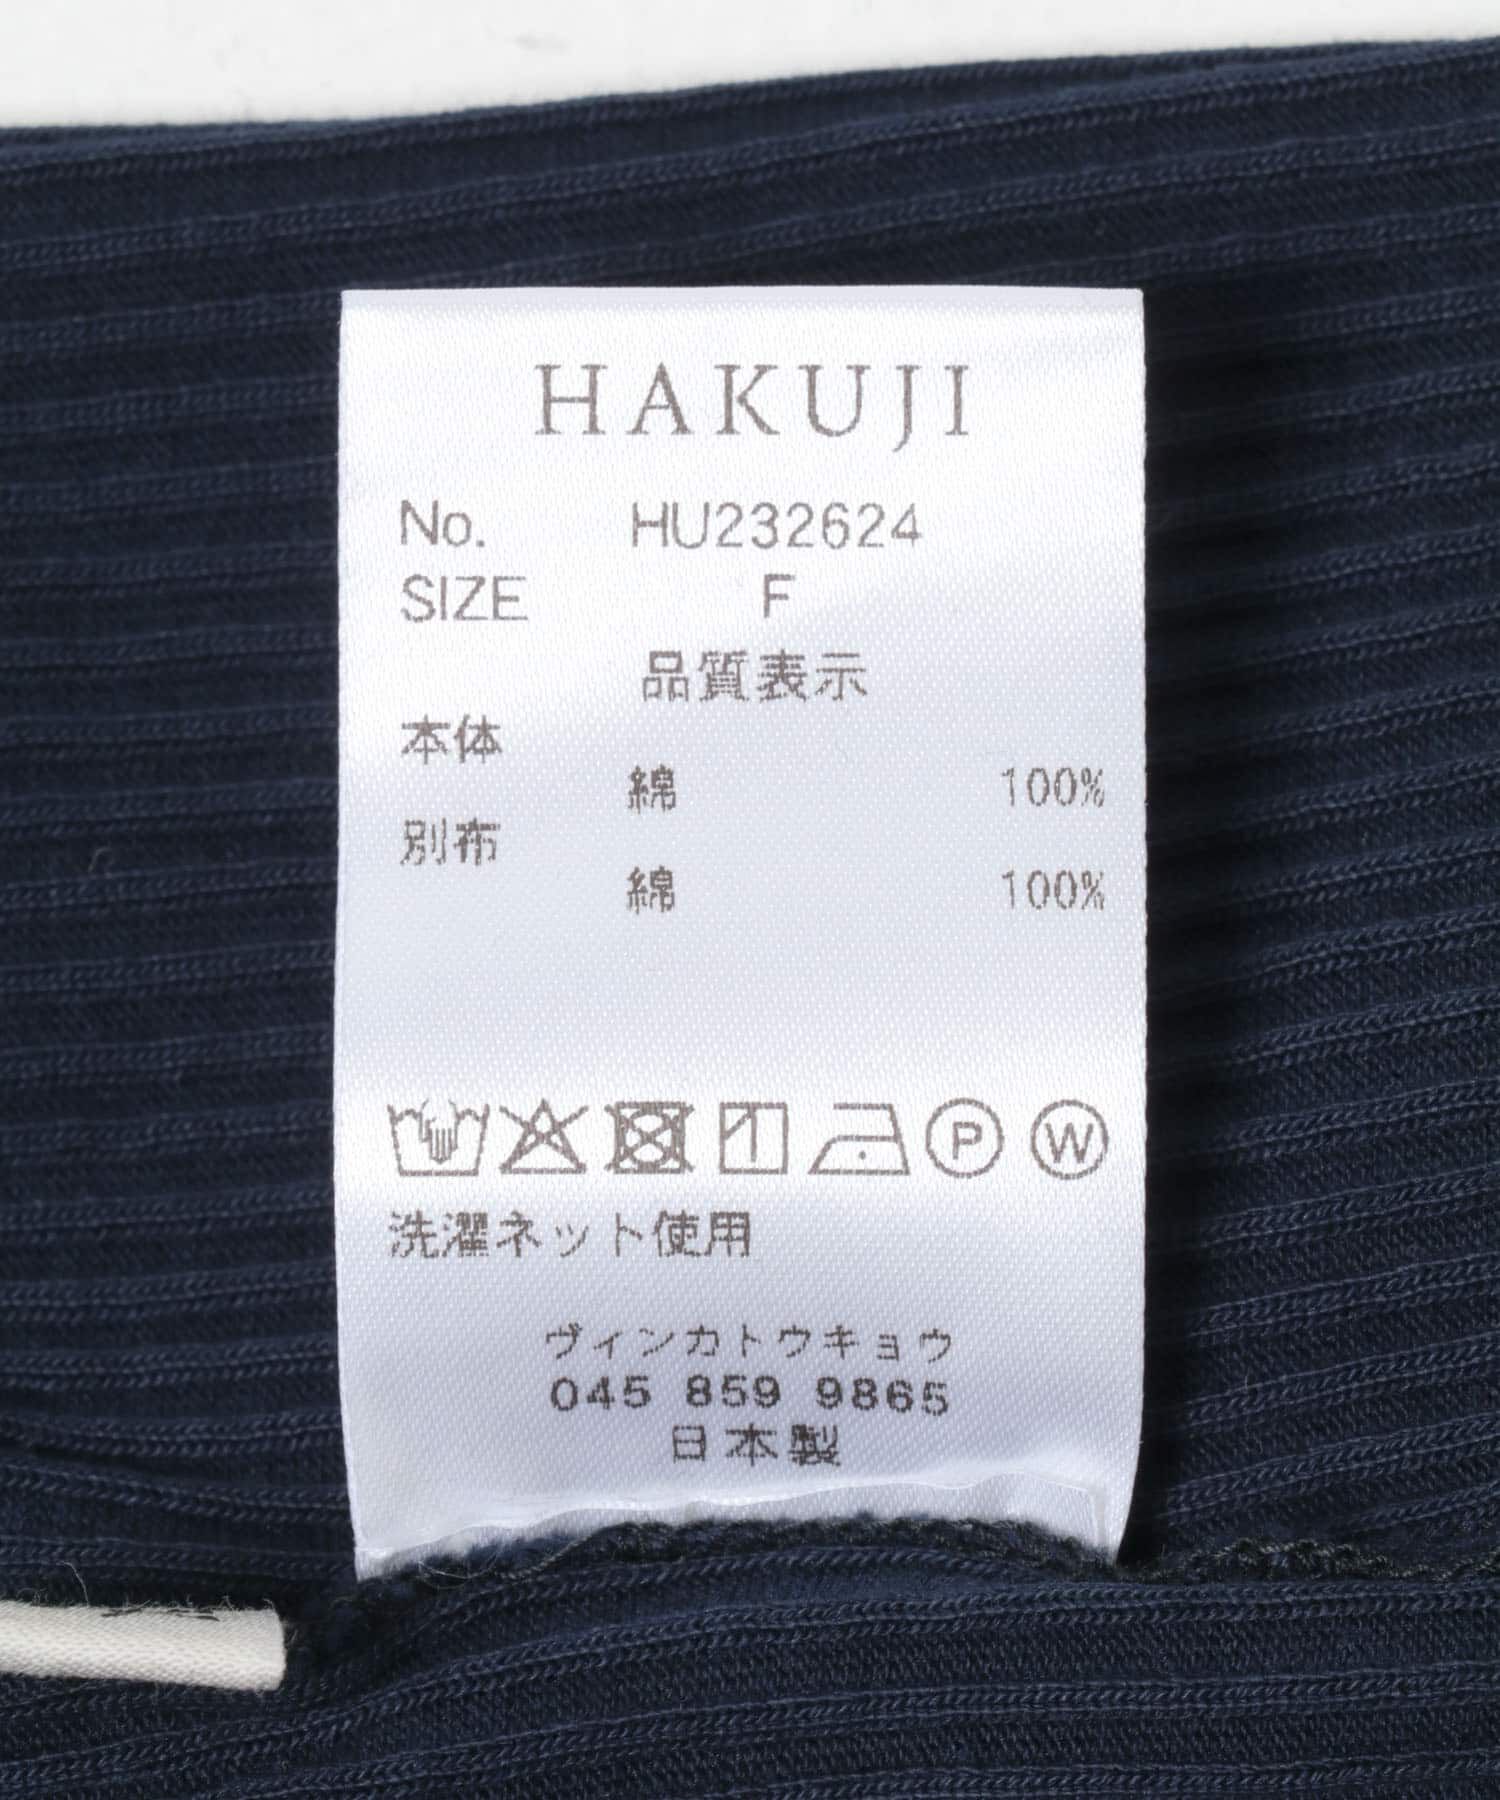 HAKUJI
No. HU232624
SIZE F
品質表示
本体
綿 100%
別布
綿 100%
P W
洗濯ネット使用
ヴィンカトウキョウ
045 859 9865
日本製